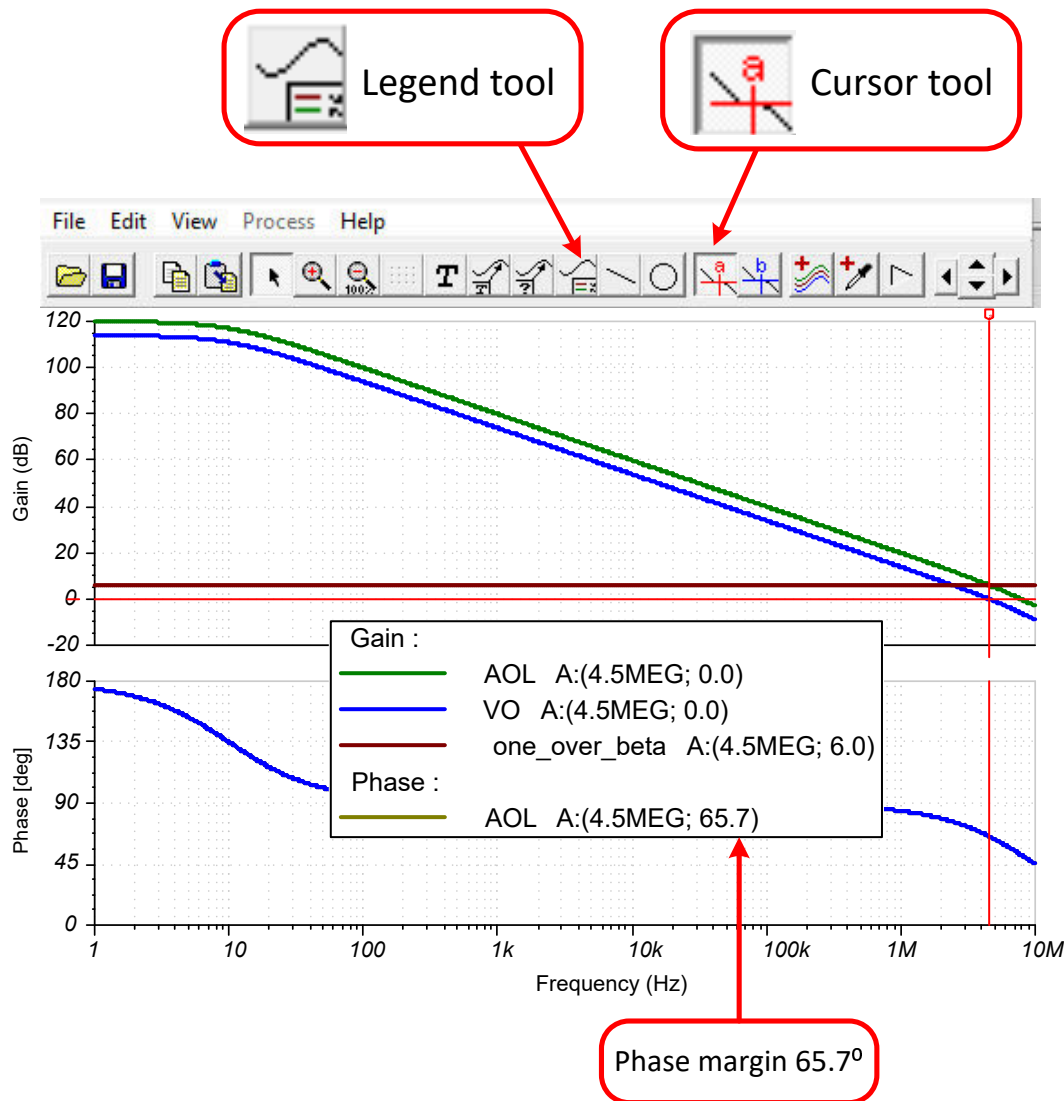 Legend tool
a
Cursor tool
File Edit View Process Help
100% T T ? a b
120
100
80
60
40
20
0
-20
Gain (dB)
Gain :
AOL A:(4.5MEG; 0.0)
VO A:(4.5MEG; 0.0)
one_over_beta A:(4.5MEG; 6.0)
Phase :
AOL A:(4.5MEG; 65.7)
180
135
90
45
0
Phase [deg]
1 10 100 1k 10k 100k 1M 10M
Frequency (Hz)
Phase margin 65.7⁰